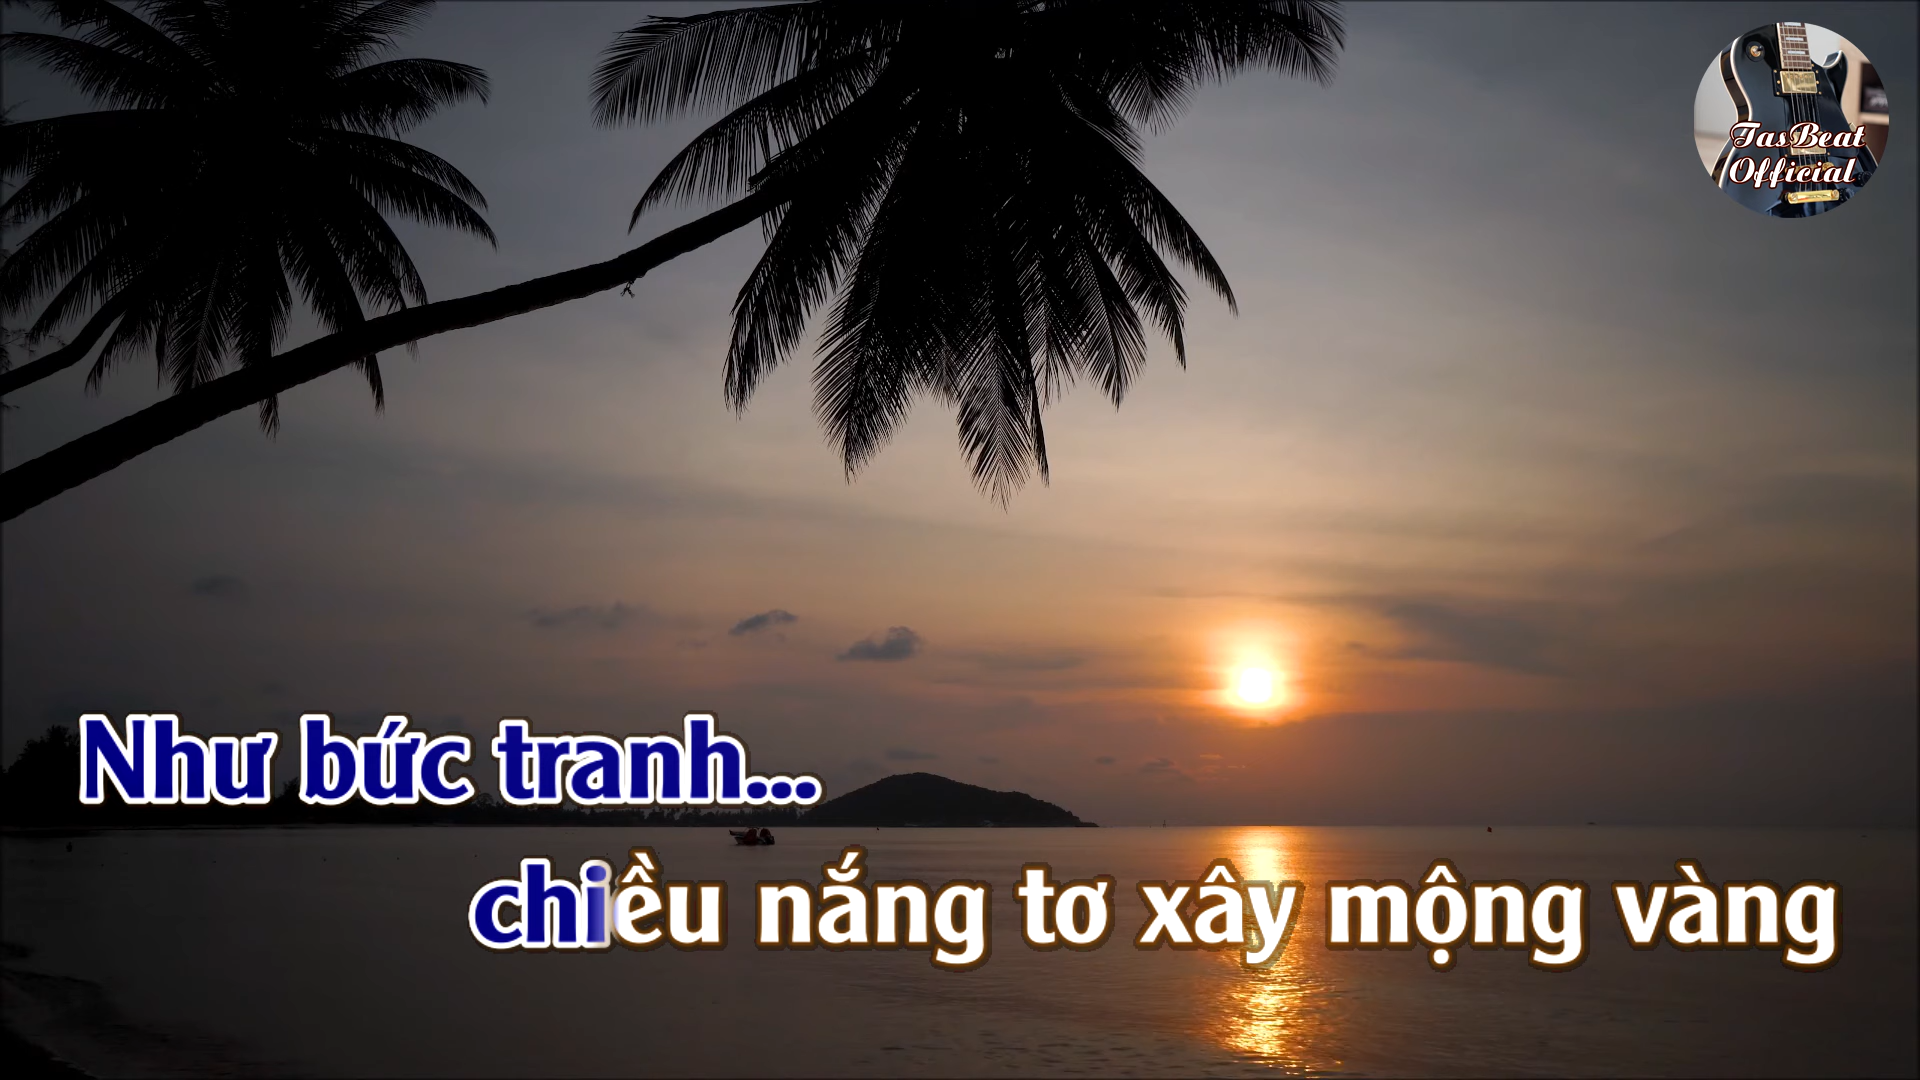 TasBeat
Official
Như bức tranh...
chiều nắng tơ xây mộng vàng